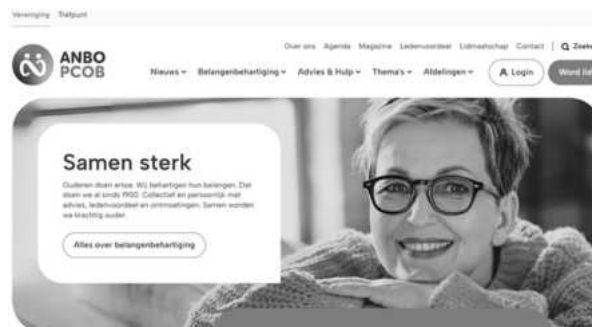 Vereniging Trefpunt
Over ons Agenda Magazine Ledenvoordeel Lidmaatschap Contact | Zoeke
ANBO
PCOB
Nieuws Belangenbehartiging Advies & Hulp Thema's Afdelingen Login Word lid
Samen sterk
Ouderen doen ertoe. Wij behartigen hun belangen. Dat
doen we al sinds 1900. Collectief en persoonlijk met
advies, ledenvoordeel en ontmoetingen. Samen worden
we krachtig ouder.
Alles over belangenbehartiging